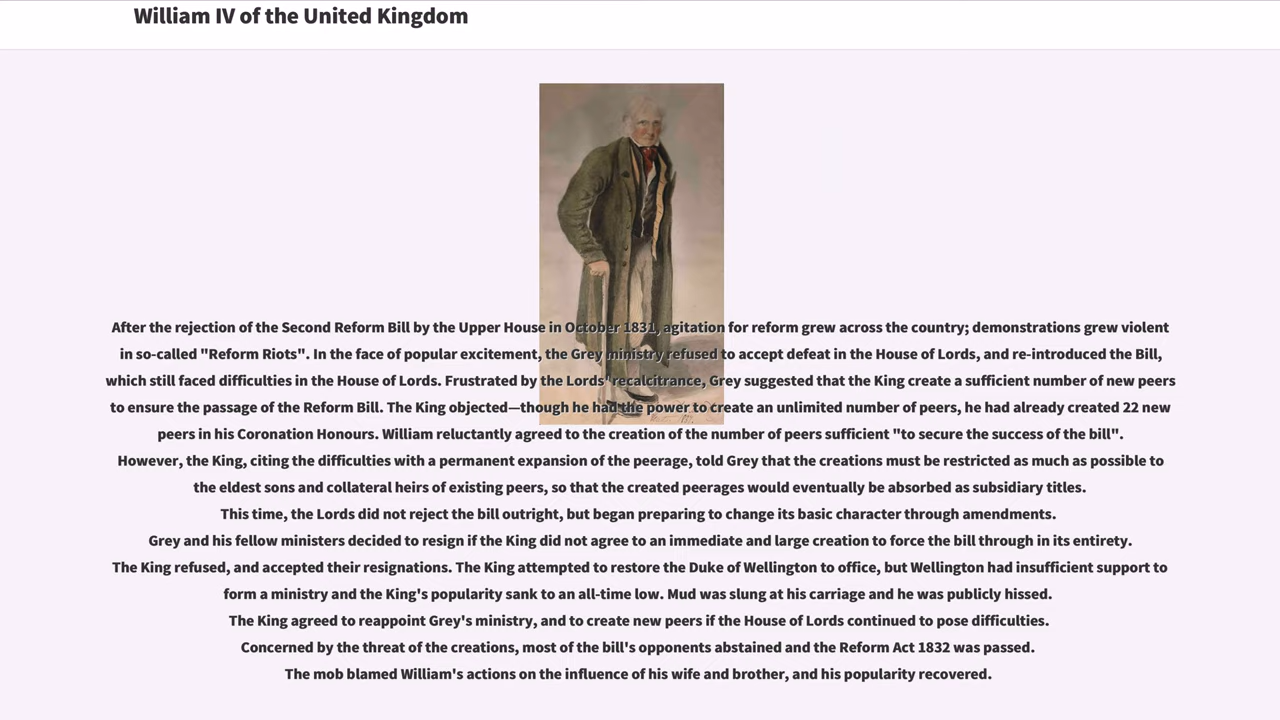 William IV of the United Kingdom
After the rejection of the Second Reform Bill by the Upper House in October 1831, agitation for reform grew across the country; demonstrations grew violent
in so-called "Reform Riots". In the face of popular excitement, the Grey ministry refused to accept defeat in the House of Lords, and re-introduced the Bill,
which still faced difficulties in the House of Lords. Frustrated by the Lords' recalcitrance, Grey suggested that the King create a sufficient number of new peers
to ensure the passage of the Reform Bill. The King objected—though he had the power to create an unlimited number of peers, he had already created 22 new
peers in his Coronation Honours. William reluctantly agreed to the creation of the number of peers sufficient "to secure the success of the bill".
However, the King, citing the difficulties with a permanent expansion of the peerage, told Grey that the creations must be restricted as much as possible to
the eldest sons and collateral heirs of existing peers, so that the created peerages would eventually be absorbed as subsidiary titles.
This time, the Lords did not reject the bill outright, but began preparing to change its basic character through amendments.
Grey and his fellow ministers decided to resign if the King did not agree to an immediate and large creation to force the bill through in its entirety.
The King refused, and accepted their resignations. The King attempted to restore the Duke of Wellington to office, but Wellington had insufficient support to
form a ministry and the King's popularity sank to an all-time low. Mud was slung at his carriage and he was publicly hissed.
The King agreed to reappoint Grey's ministry, and to create new peers if the House of Lords continued to pose difficulties.
Concerned by the threat of the creations, most of the bill's opponents abstained and the Reform Act 1832 was passed.
The mob blamed William's actions on the influence of his wife and brother, and his popularity recovered.